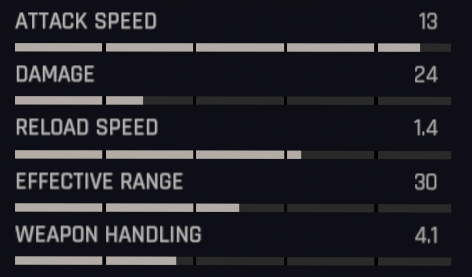 ATTACK SPEED 13
DAMAGE 24
RELOAD SPEED 1.4
EFFECTIVE RANGE 30
WEAPON HANDLING 4.1